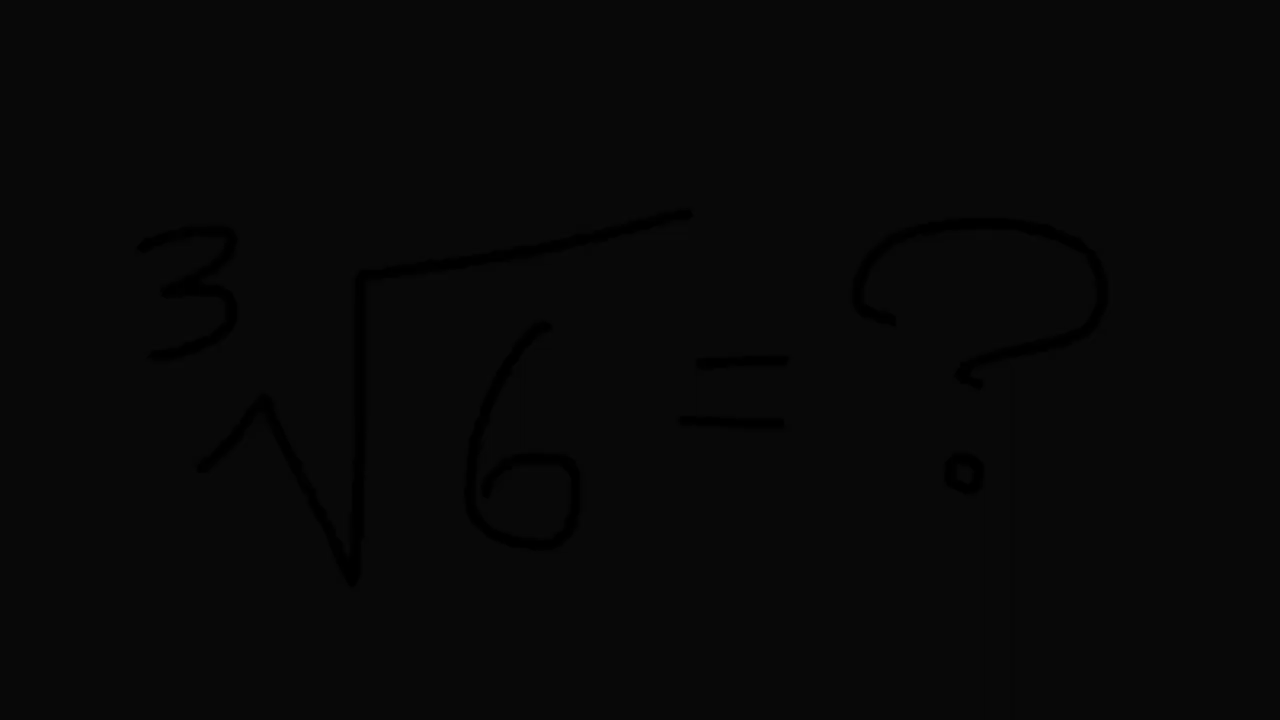 ∛6 = ?